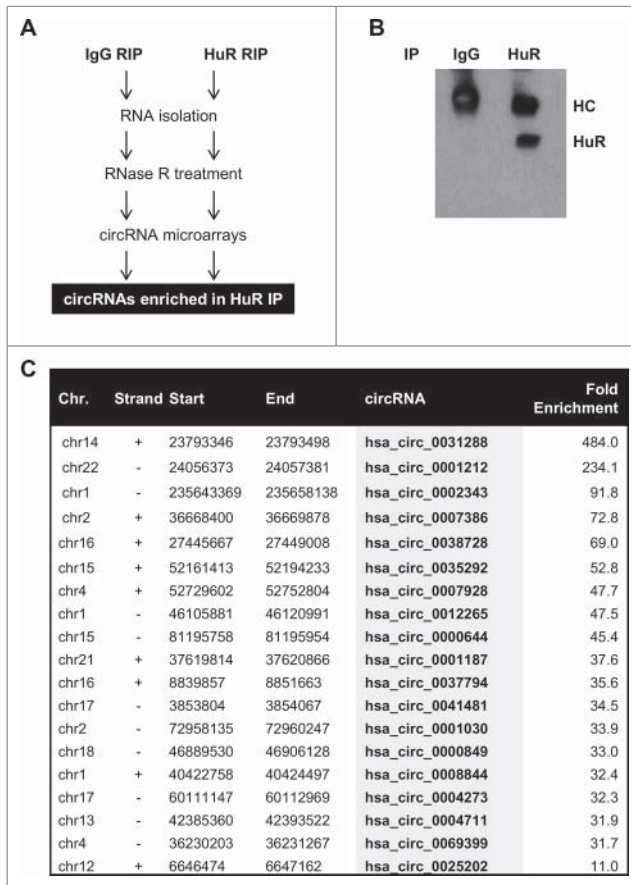 A
IgG RIP HuR RIP
RNA isolation
RNase R treatment
circRNA microarrays
circRNAs enriched in HuR IP
B
IP IgG HuR
HC
HuR
C
Chr. Strand Start End circRNA Fold Enrichment
chr14 + 23793346 23793498 hsa_circ_0031288 484.0
chr22 - 24056373 24057381 hsa_circ_0001212 234.1
chr1 - 235643369 235658138 hsa_circ_0002343 91.8
chr2 + 36668400 36669878 hsa_circ_0007386 72.8
chr16 + 27445667 27449008 hsa_circ_0038728 69.0
chr15 + 52161413 52194233 hsa_circ_0035292 52.8
chr4 + 52729602 52752804 hsa_circ_0007928 47.7
chr1 - 46105881 46120991 hsa_circ_0012265 47.5
chr15 - 81195758 81195954 hsa_circ_0000644 45.4
chr21 + 37619814 37620866 hsa_circ_0001187 37.6
chr16 + 8839857 8851663 hsa_circ_0037794 35.6
chr17 - 3853804 3854067 hsa_circ_0041481 34.5
chr2 - 72958135 72960247 hsa_circ_0001030 33.9
chr18 - 46889530 46906128 hsa_circ_0000849 33.0
chr1 + 40422758 40424497 hsa_circ_0008844 32.4
chr17 - 60111147 60112969 hsa_circ_0004273 32.3
chr13 - 42385360 42393522 hsa_circ_0004711 31.9
chr4 - 36230203 36231267 hsa_circ_0069399 31.7
chr12 + 6646474 6647162 hsa_circ_0025202 11.0